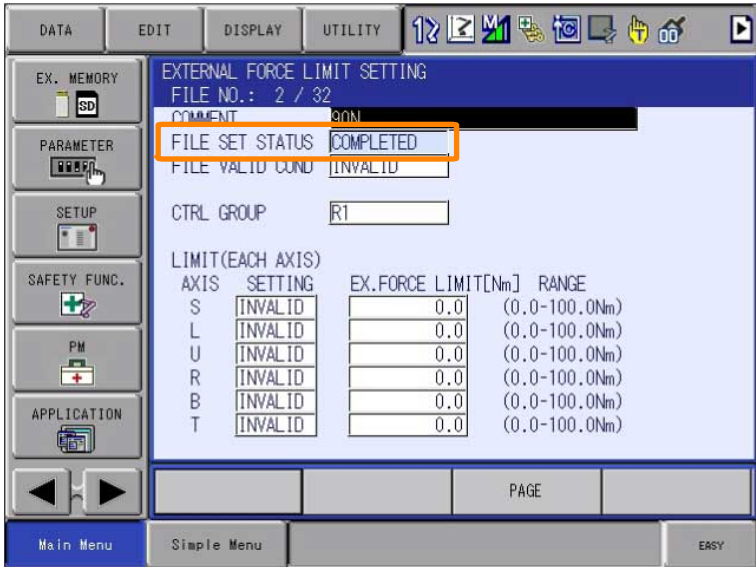 DATA EDIT DISPLAY UTILITY
EX. MEMORY
SD
PARAMETER
SETUP
SAFETY FUNC.
PM
APPLICATION
EXTERNAL FORCE LIMIT SETTING
FILE NO.: 2 / 32
COMMENT 90N
FILE SET STATUS COMPLETED
FILE VALID COND INVALID
CTRL GROUP R1
LIMIT(EACH AXIS)
AXIS SETTING EX.FORCE LIMIT[Nm] RANGE
S INVALID 0.0 (0.0-100.0Nm)
L INVALID 0.0 (0.0-100.0Nm)
U INVALID 0.0 (0.0-100.0Nm)
R INVALID 0.0 (0.0-100.0Nm)
B INVALID 0.0 (0.0-100.0Nm)
T INVALID 0.0 (0.0-100.0Nm)
PAGE
Main Menu Simple Menu EASY